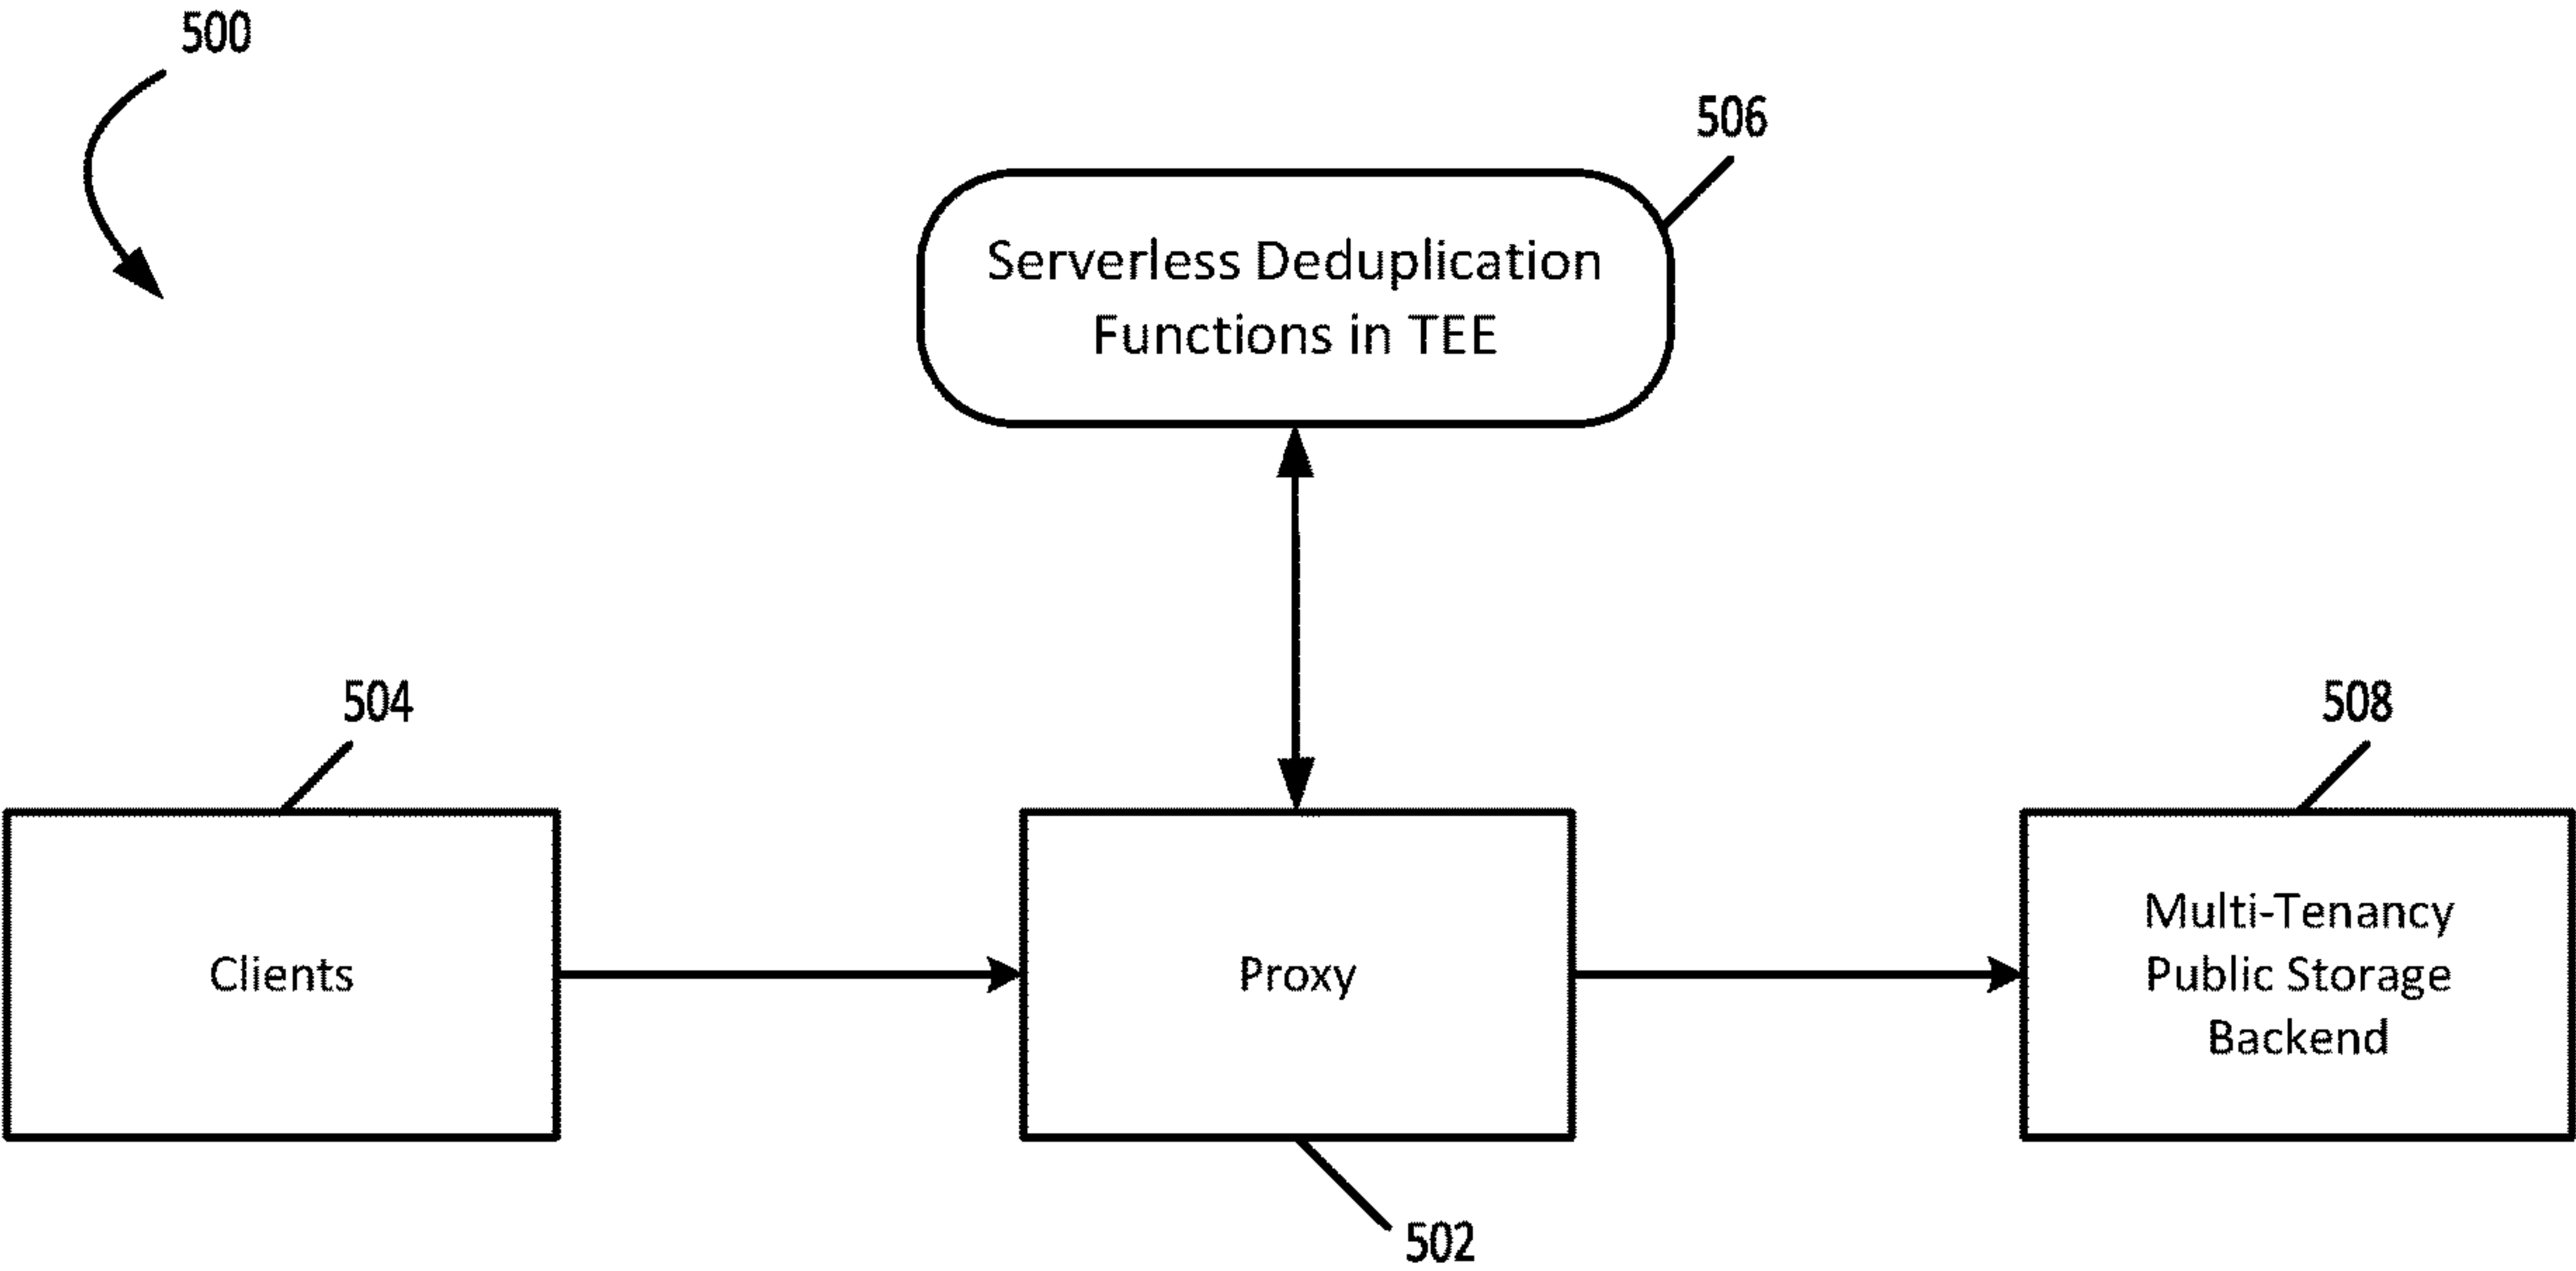 500
506
Serverless Deduplication
Functions in TEE
504
508
Clients
Proxy
Multi-Tenancy
Public Storage
Backend
502